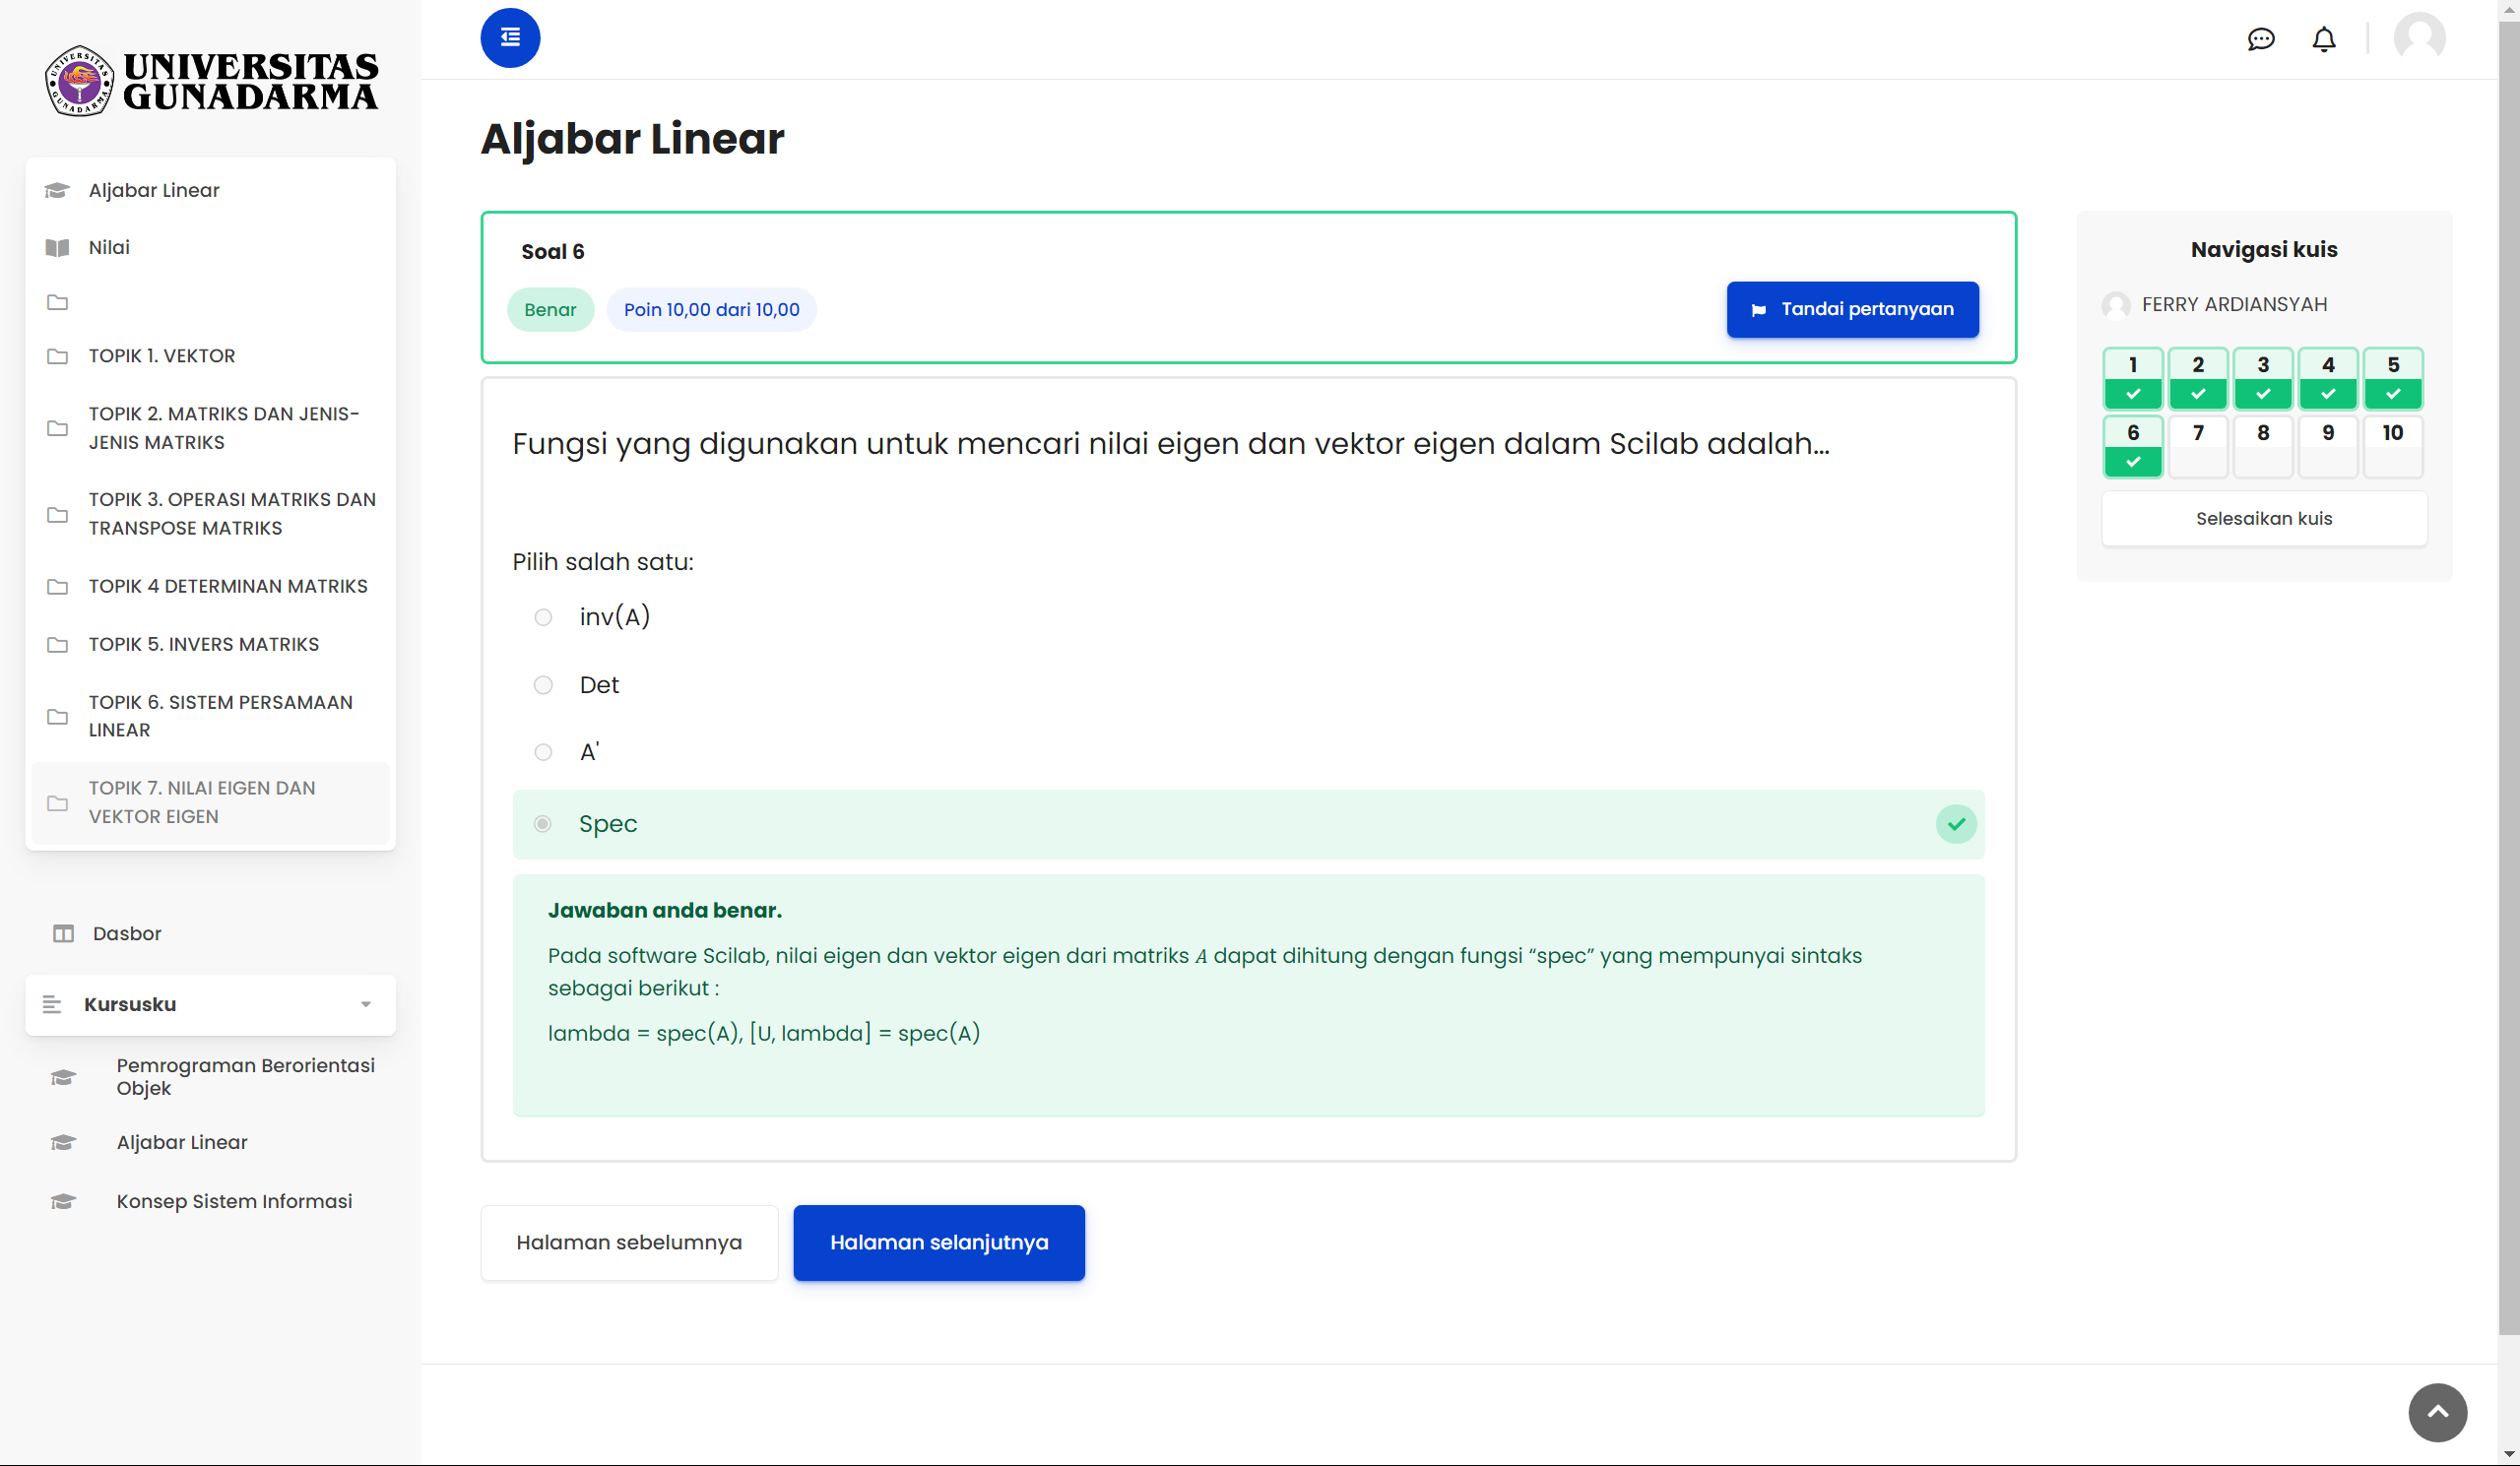 UNIVERSITAS
GUNADARMA
Aljabar Linear
Nilai
TOPIK 1. VEKTOR
TOPIK 2. MATRIKS DAN JENIS-
JENIS MATRIKS
TOPIK 3. OPERASI MATRIKS DAN
TRANSPOSE MATRIKS
TOPIK 4 DETERMINAN MATRIKS
TOPIK 5. INVERS MATRIKS
TOPIK 6. SISTEM PERSAMAAN
LINEAR
TOPIK 7. NILAI EIGEN DAN
VEKTOR EIGEN
Dasbor
Kursusku
Pemrograman Berorientasi
Objek
Aljabar Linear
Konsep Sistem Informasi
Aljabar Linear
Soal 6
Benar
Poin 10,00 dari 10,00
Tandai pertanyaan
Fungsi yang digunakan untuk mencari nilai eigen dan vektor eigen dalam Scilab adalah...
Pilih salah satu:
inv(A)
Det
A'
Spec
Jawaban anda benar.
Pada software Scilab, nilai eigen dan vektor eigen dari matriks A dapat dihitung dengan fungsi “spec” yang mempunyai sintaks
sebagai berikut :
lambda = spec(A), [U, lambda] = spec(A)
Halaman sebelumnya
Halaman selanjutnya
Navigasi kuis
FERRY ARDIANSYAH
1 2 3 4 5
6 7 8 9 10
Selesaikan kuis